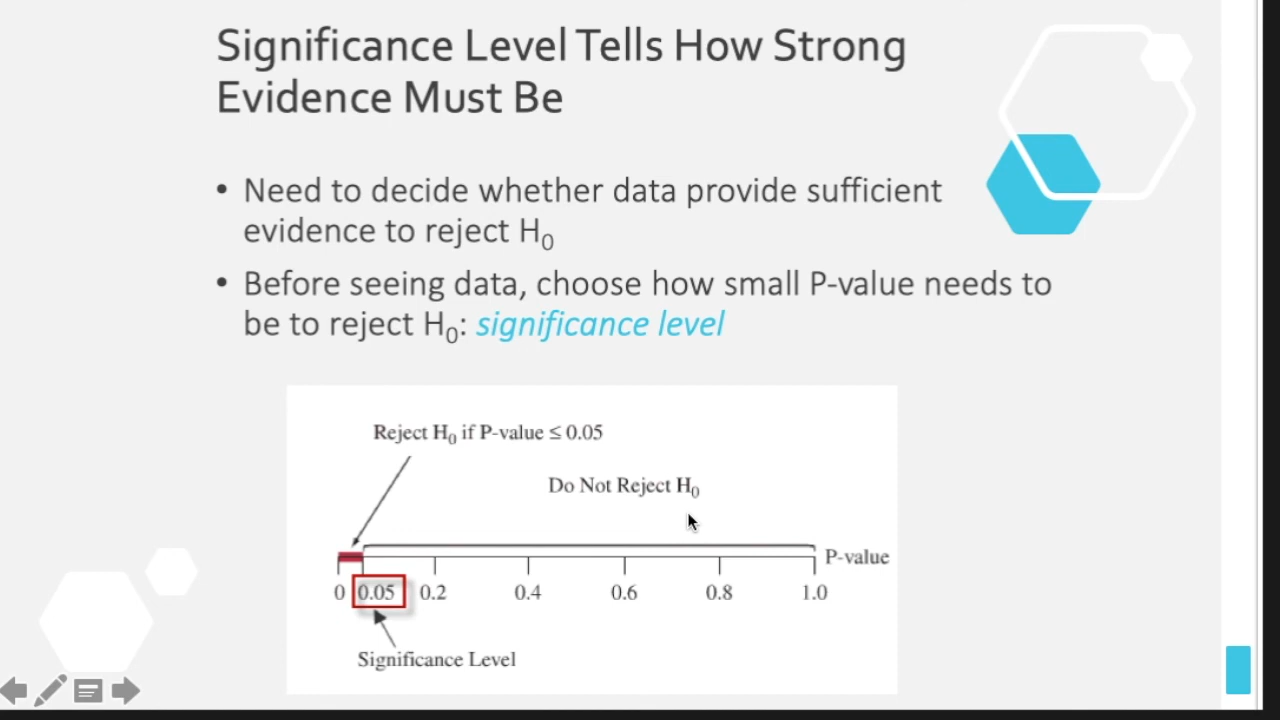 Significance Level Tells How Strong
Evidence Must Be
• Need to decide whether data provide sufficient
evidence to reject H₀
• Before seeing data, choose how small P-value needs to
be to reject H₀: significance level
Reject H₀ if P-value ≤ 0.05
Do Not Reject H₀
P-value
0 0.05 0.2 0.4 0.6 0.8 1.0
Significance Level